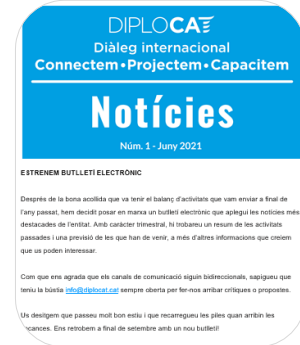 DIPLOCAT
Diàleg internacional
Connectem•Projectem•Capacitem
Notícies
Núm. 1 - Juny 2021
ESTRENEM BUTLLETÍ ELECTRÒNIC
Després de la bona acollida que va tenir el balanç d'activitats que vam enviar a final de
l'any passat, hem decidit posar en marxa un butlletí electrònic que aplegui les notícies més
destacades de l'entitat. Amb caràcter trimestral, hi trobareu un resum de les activitats
passades i una previsió de les que han de venir, a més d'altres informacions que creiem
que us poden interessar.
Com que ens agrada que els canals de comunicació siguin bidireccionals, sapigueu que
teniu la bústia info@diplocat.cat sempre oberta per fer-nos arribar crítiques o propostes.
Us desitgem que passeu molt bon estiu i que recarregueu les piles quan arribin les
vacances. Ens retrobem a final de setembre amb un nou butlletí!